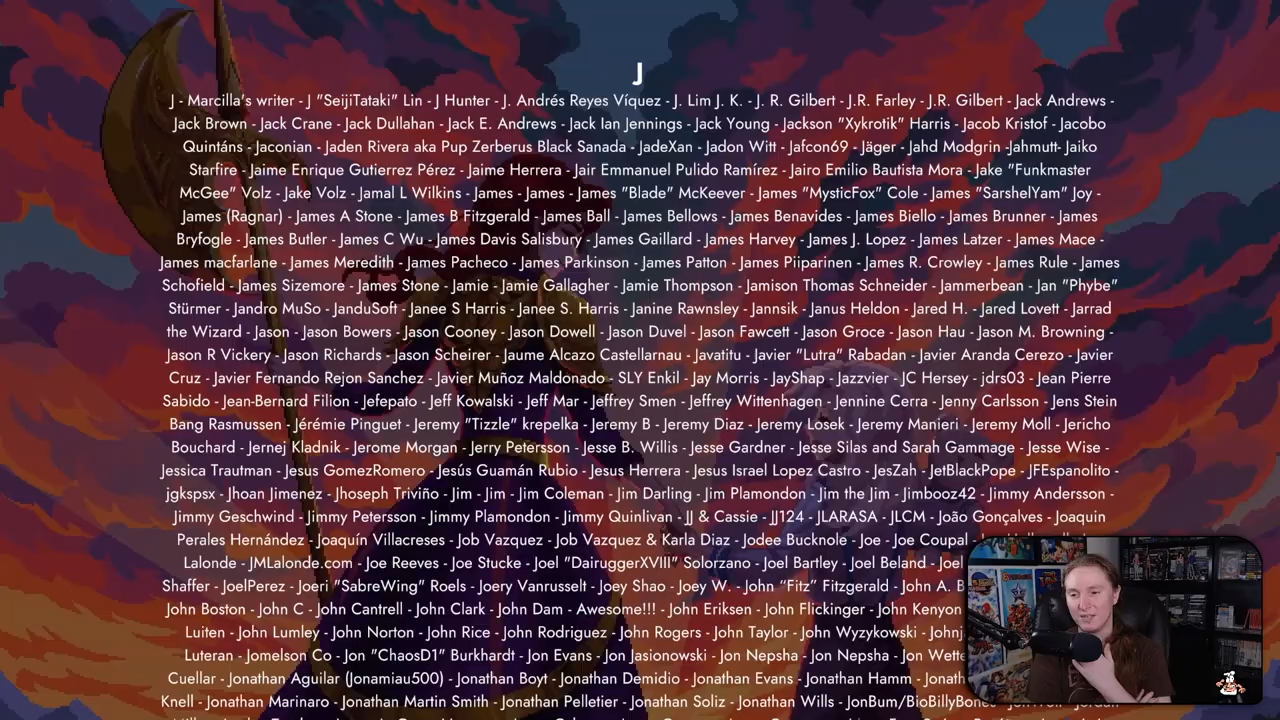 J
J - Marcilla's writer - J "SeijiTataki" Lin - J Hunter - J. Andrés Reyes Víquez - J. Lim J. K. - J. R. Gilbert - J.R. Farley - J.R. Gilbert - Jack Andrews -
Jack Brown - Jack Crane - Jack Dullahan - Jack E. Andrews - Jack Ian Jennings - Jack Young - Jackson "Xykrotik" Harris - Jacob Kristof - Jacobo
Quintáns - Jaconian - Jaden Rivera aka Pup Zerberus Black Sanada - JadeXan - Jadon Witt - Jafcon69 - Jäger - Jahd Modgrin -Jahmutt- Jaiko
Starfire - Jaime Enrique Gutierrez Pérez - Jaime Herrera - Jair Emmanuel Pulido Ramírez - Jairo Emilio Bautista Mora - Jake "Funkmaster
McGee" Volz - Jake Volz - Jamal L Wilkins - James - James - James "Blade" McKeever - James "MysticFox" Cole - James "SarshelYam" Joy -
James (Ragnar) - James A Stone - James B Fitzgerald - James Ball - James Bellows - James Benavides - James Biello - James Brunner - James
Bryfogle - James Butler - James C Wu - James Davis Salisbury - James Gaillard - James Harvey - James J. Lopez - James Latzer - James Mace -
James macfarlane - James Meredith - James Pacheco - James Parkinson - James Patton - James Piiparinen - James R. Crowley - James Rule - James
Schofield - James Sizemore - James Stone - Jamie - Jamie Gallagher - Jamie Thompson - Jamison Thomas Schneider - Jammerbean - Jan "Phybe"
Stürmer - Jandro MuSo - JanduSoft - Janee S Harris - Janee S. Harris - Janine Rawnsley - Jannsik - Janus Heldon - Jared H. - Jared Lovett - Jarrad
the Wizard - Jason - Jason Bowers - Jason Cooney - Jason Dowell - Jason Duvel - Jason Fawcett - Jason Groce - Jason Hau - Jason M. Browning -
Jason R Vickery - Jason Richards - Jason Scheirer - Jaume Alcazo Castellarnau - Javatitu - Javier "Lutra" Rabadan - Javier Aranda Cerezo - Javier
Cruz - Javier Fernando Rejon Sanchez - Javier Muñoz Maldonado - SLY Enkil - Jay Morris - JayShap - Jazzvier - JC Hersey - jdrs03 - Jean Pierre
Sabido - Jean-Bernard Filion - Jefepato - Jeff Kowalski - Jeff Mar - Jeffrey Smen - Jeffrey Wittenhagen - Jennine Cerra - Jenny Carlsson - Jens Stein
Bang Rasmussen - Jérémie Pinguet - Jeremy "Tizzle" krepelka - Jeremy B - Jeremy Diaz - Jeremy Losek - Jeremy Manieri - Jeremy Moll - Jericho
Bouchard - Jernej Kladnik - Jerome Morgan - Jerry Petersson - Jesse B. Willis - Jesse Gardner - Jesse Silas and Sarah Gammage - Jesse Wise -
Jessica Trautman - Jesus GomezRomero - Jesús Guamán Rubio - Jesus Herrera - Jesus Israel Lopez Castro - JesZah - JetBlackPope - JFEspanolito -
jgkspsx - Jhoan Jimenez - Jhoseph Triviño - Jim - Jim - Jim Coleman - Jim Darling - Jim Plamondon - Jim the Jim - Jimbooz42 - Jimmy Andersson -
Jimmy Geschwind - Jimmy Petersson - Jimmy Plamondon - Jimmy Quinlivan - JJ & Cassie - JJ124 - JLARASA - JLCM - João Gonçalves - Joaquin
Perales Hernández - Joaquín Villacreses - Job Vazquez - Job Vazquez & Karla Diaz - Jodee Bucknole - Joe - Joe Coupal -
Lalonde - JMLalonde.com - Joe Reeves - Joe Stucke - Joel "DairuggerXVIII" Solorzano - Joel Bartley - Joel Beland - Joel
Shaffer - JoelPerez - Joeri "SabreWing" Roels - Joery Vanrusselt - Joey Shao - Joey W. - John “Fitz” Fitzgerald - John A. B
John Boston - John C - John Cantrell - John Clark - John Dam - Awesome!!! - John Eriksen - John Flickinger - John Kenyon
Luiten - John Lumley - John Norton - John Rice - John Rodriguez - John Rogers - John Taylor - John Wyzykowski - Johnj
Luteran - Jomelson Co - Jon "ChaosD1" Burkhardt - Jon Evans - Jon Jasionowski - Jon Nepsha - Jon Nepsha - Jon Wette
Cuellar - Jonathan Aguilar (Jonamiau500) - Jonathan Boyt - Jonathan Demidio - Jonathan Evans - Jonathan Hamm - Jonath
Knell - Jonathan Marinaro - Jonathan Martin Smith - Jonathan Pelletier - Jonathan Soliz - Jonathan Wills - JonBum/BioBillyBones